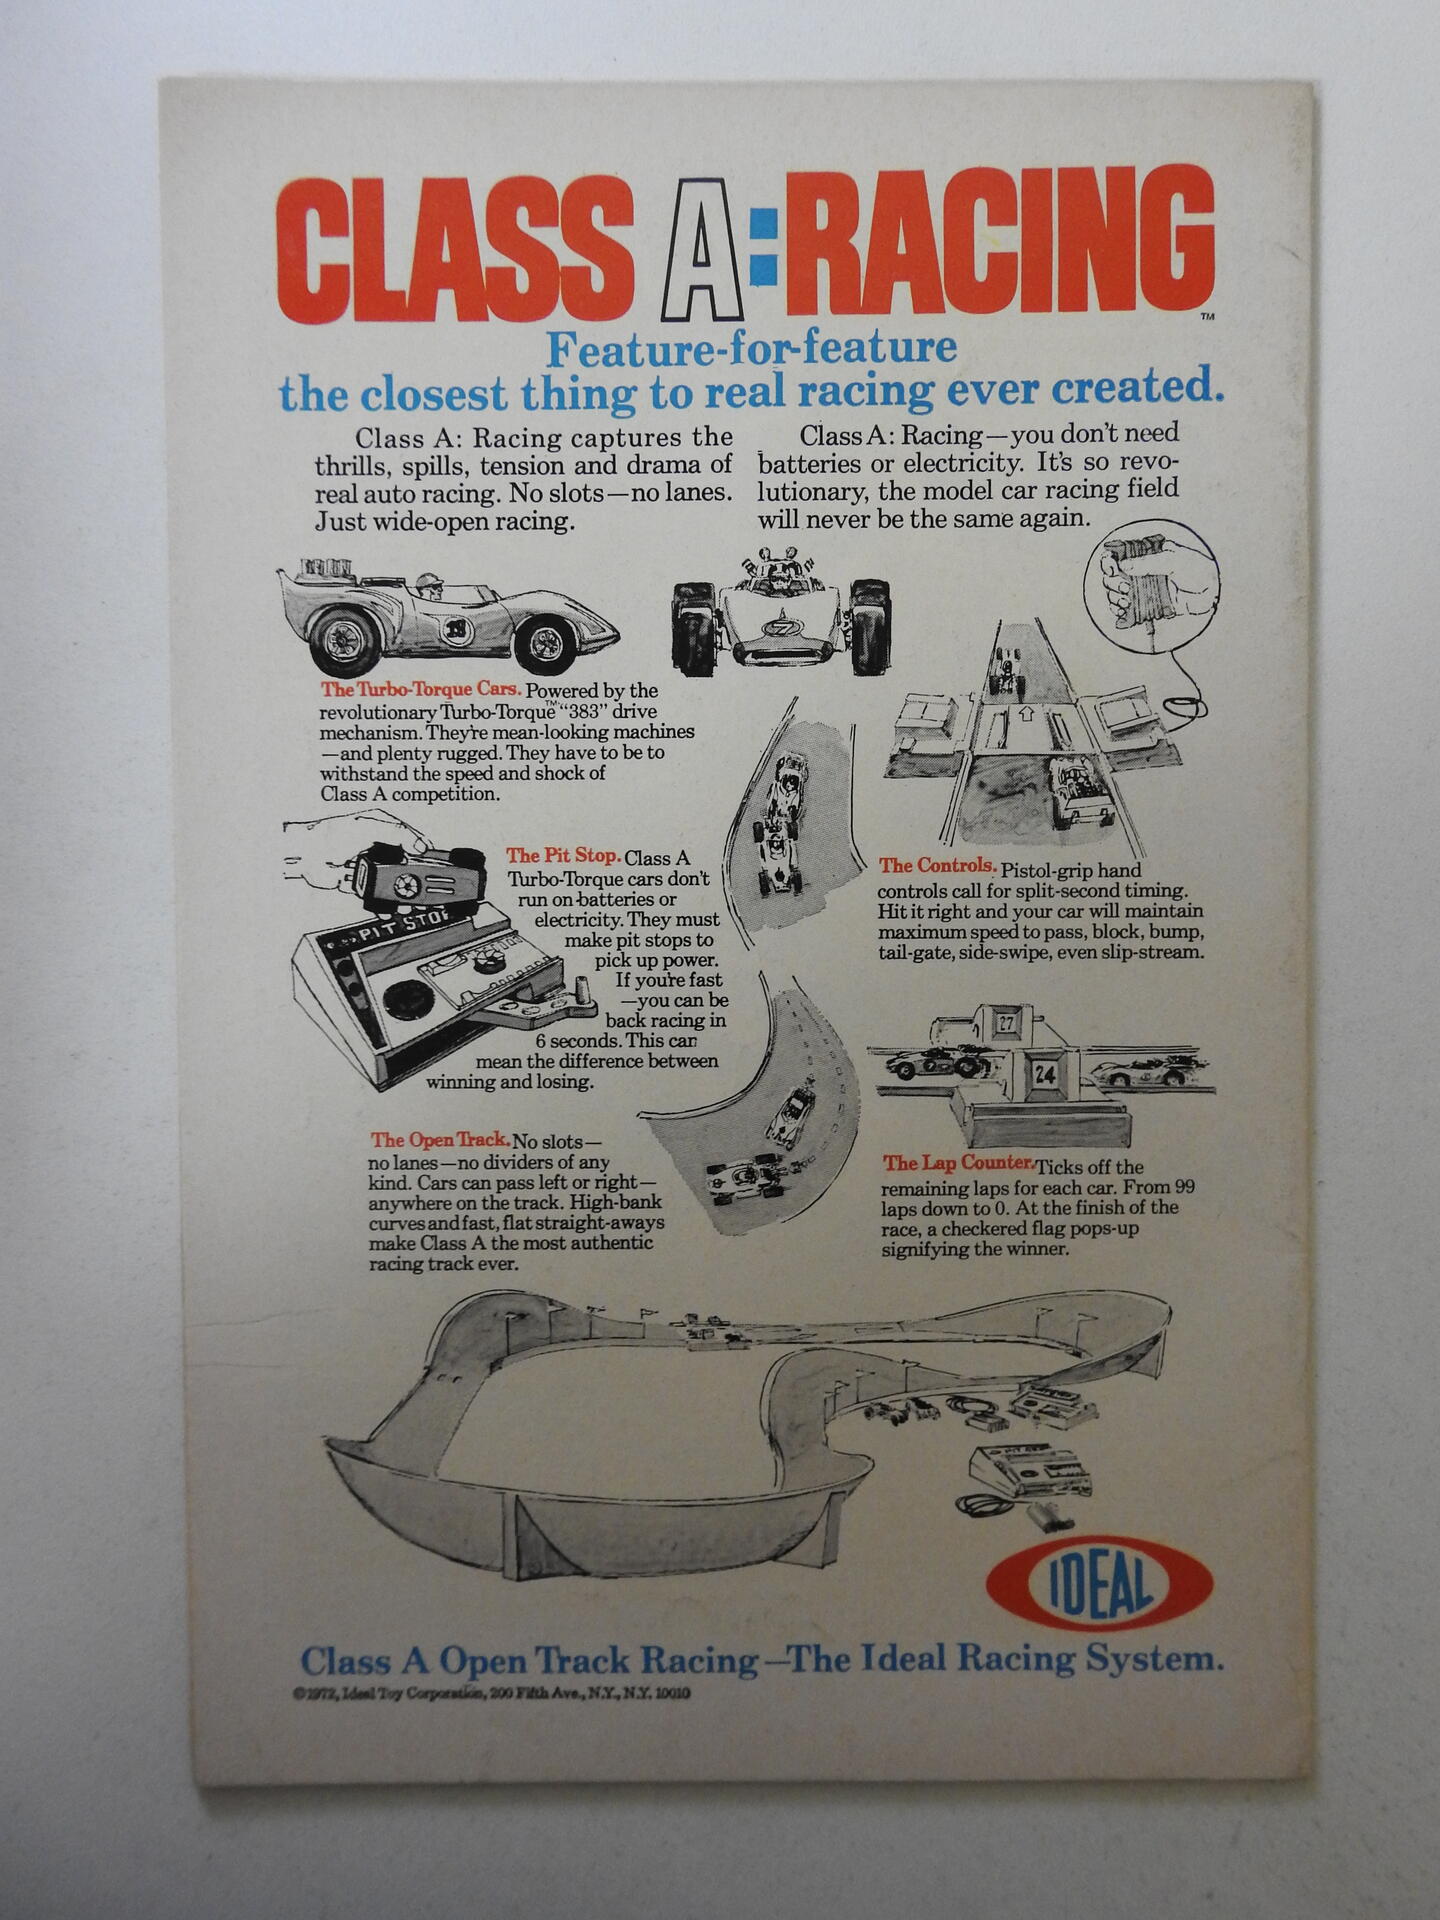 CLASS A:RACING
TM
Feature-for-feature
the closest thing to real racing ever created.
Class A: Racing captures the
thrills, spills, tension and drama of
real auto racing. No slots—no lanes.
Just wide-open racing.
Class A: Racing—you don't need
batteries or electricity. It's so revo-
lutionary, the model car racing field
will never be the same again.
7
The Turbo-Torque Cars. Powered by the
revolutionary Turbo-Torque™ "383" drive
mechanism. They're mean-looking machines
—and plenty rugged. They have to be to
withstand the speed and shock of
Class A competition.
PIT STOP
The Pit Stop. Class A
Turbo-Torque cars don't
run on batteries or
electricity. They must
make pit stops to
pick up power.
If you're fast
—you can be
back racing in
6 seconds. This can
mean the difference between
winning and losing.
The Controls. Pistol-grip hand
controls call for split-second timing.
Hit it right and your car will maintain
maximum speed to pass, block, bump,
tail-gate, side-swipe, even slip-stream.
27
24
The Open Track. No slots—
no lanes—no dividers of any
kind. Cars can pass left or right—
anywhere on the track. High-bank
curves and fast, flat straight-aways
make Class A the most authentic
racing track ever.
The Lap Counter. Ticks off the
remaining laps for each car. From 99
laps down to 0. At the finish of the
race, a checkered flag pops-up
signifying the winner.
IDEAL
Class A Open Track Racing—The Ideal Racing System.
©1972, Ideal Toy Corporation, 200 Fifth Ave., N.Y., N.Y. 10010